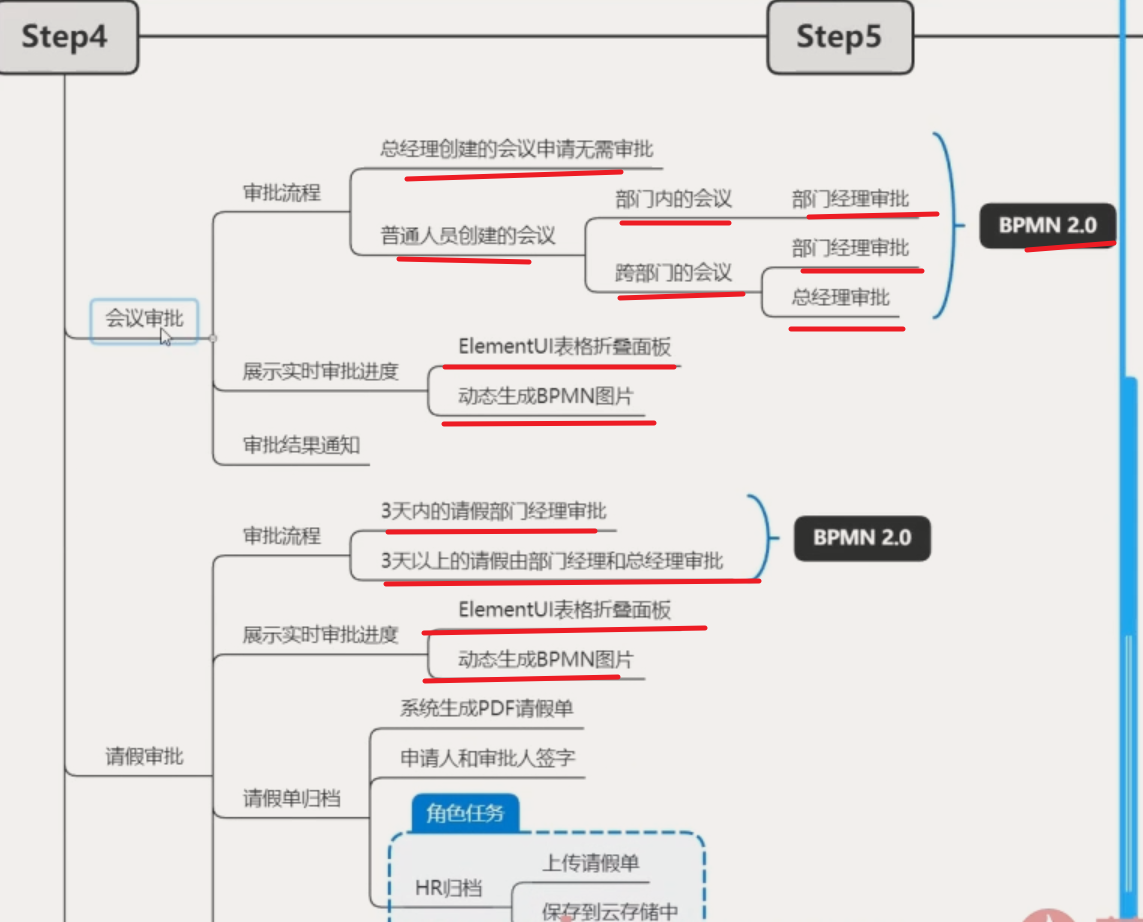 Step4
Step5
总经理创建的会议申请无需审批
审批流程
部门内的会议
部门经理审批
BPMN 2.0
普通人员创建的会议
部门经理审批
跨部门的会议
总经理审批
会议审批
ElementUI表格折叠面板
展示实时审批进度
动态生成BPMN图片
审批结果通知
3天内的请假部门经理审批
审批流程
BPMN 2.0
3天以上的请假由部门经理和总经理审批
ElementUI表格折叠面板
展示实时审批进度
动态生成BPMN图片
系统生成PDF请假单
请假审批
申请人和审批人签字
请假单归档
角色任务
上传请假单
HR归档
保存到云存储中